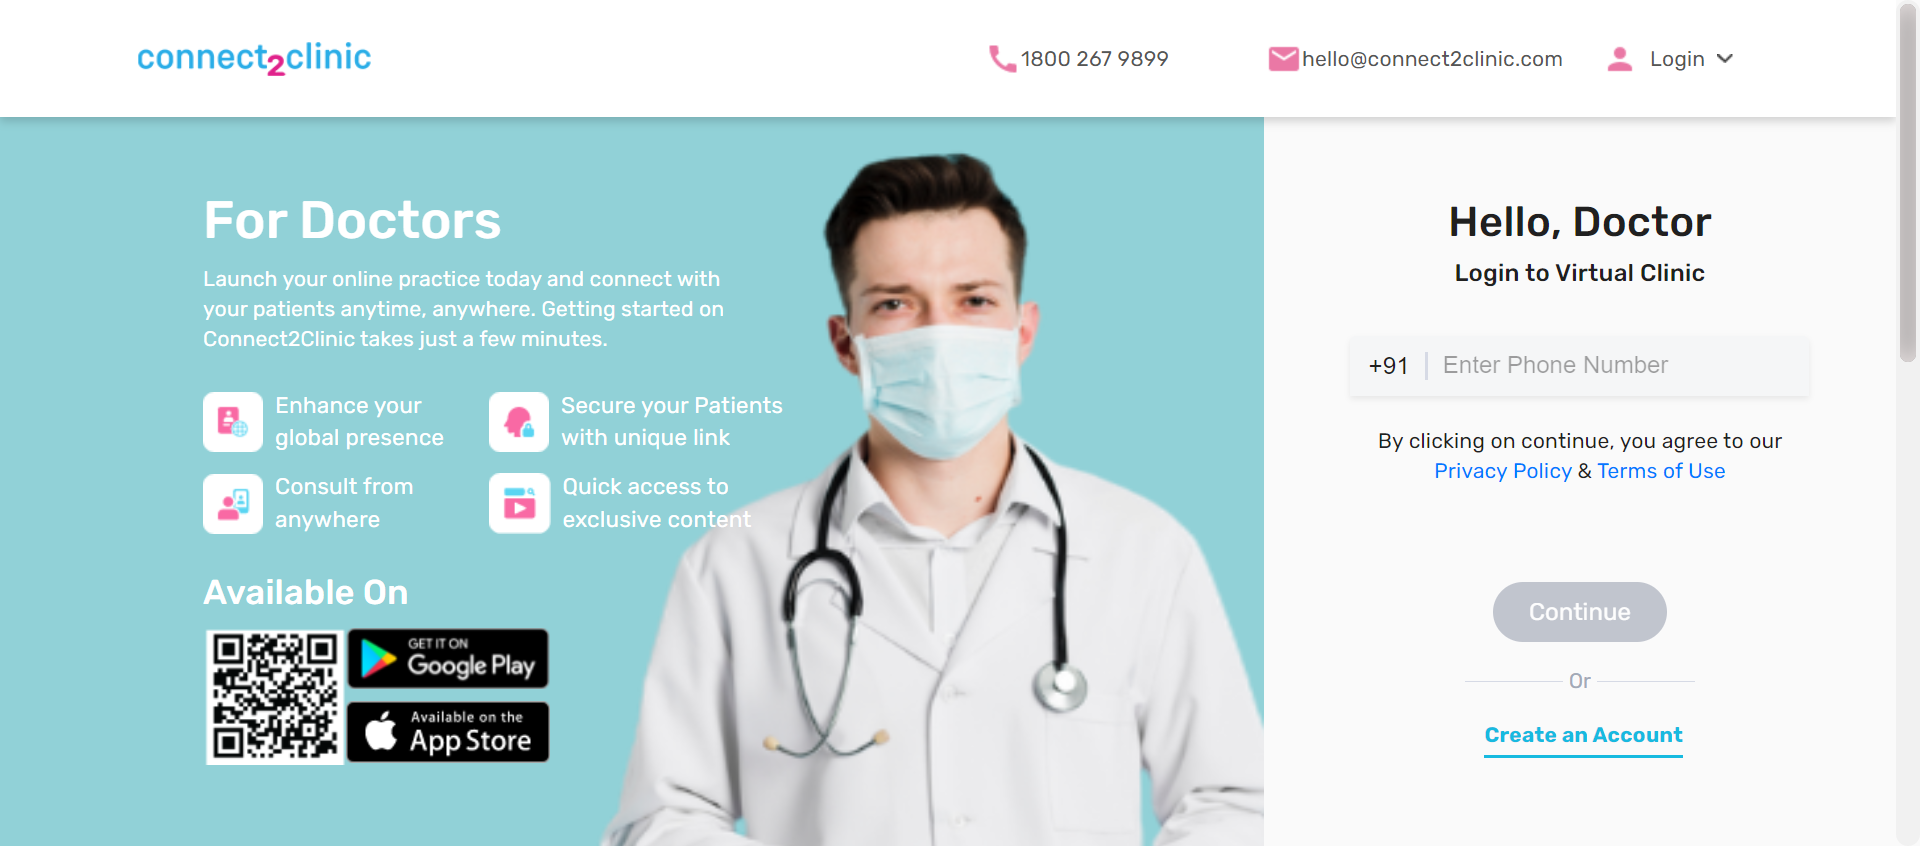 connect2clinic
1800 267 9899
hello@connect2clinic.com
Login
For Doctors
Launch your online practice today and connect with
your patients anytime, anywhere. Getting started on
Connect2Clinic takes just a few minutes.
Enhance your
global presence
Secure your Patients
with unique link
Consult from
anywhere
Quick access to
exclusive content
Available On
GET IT ON
Google Play
Available on the
App Store
Hello, Doctor
Login to Virtual Clinic
+91
Enter Phone Number
By clicking on continue, you agree to our
Privacy Policy & Terms of Use
Continue
Or
Create an Account